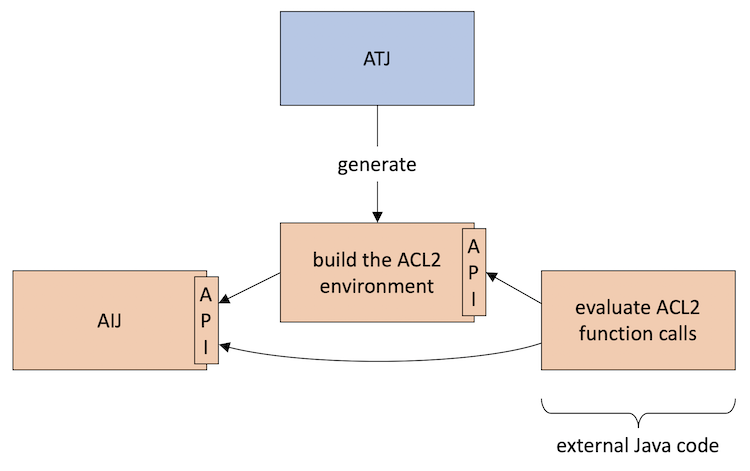 ATJ
generate
build the ACL2
environment
A
P
I
AIJ
A
P
I
evaluate ACL2
function calls
external Java code